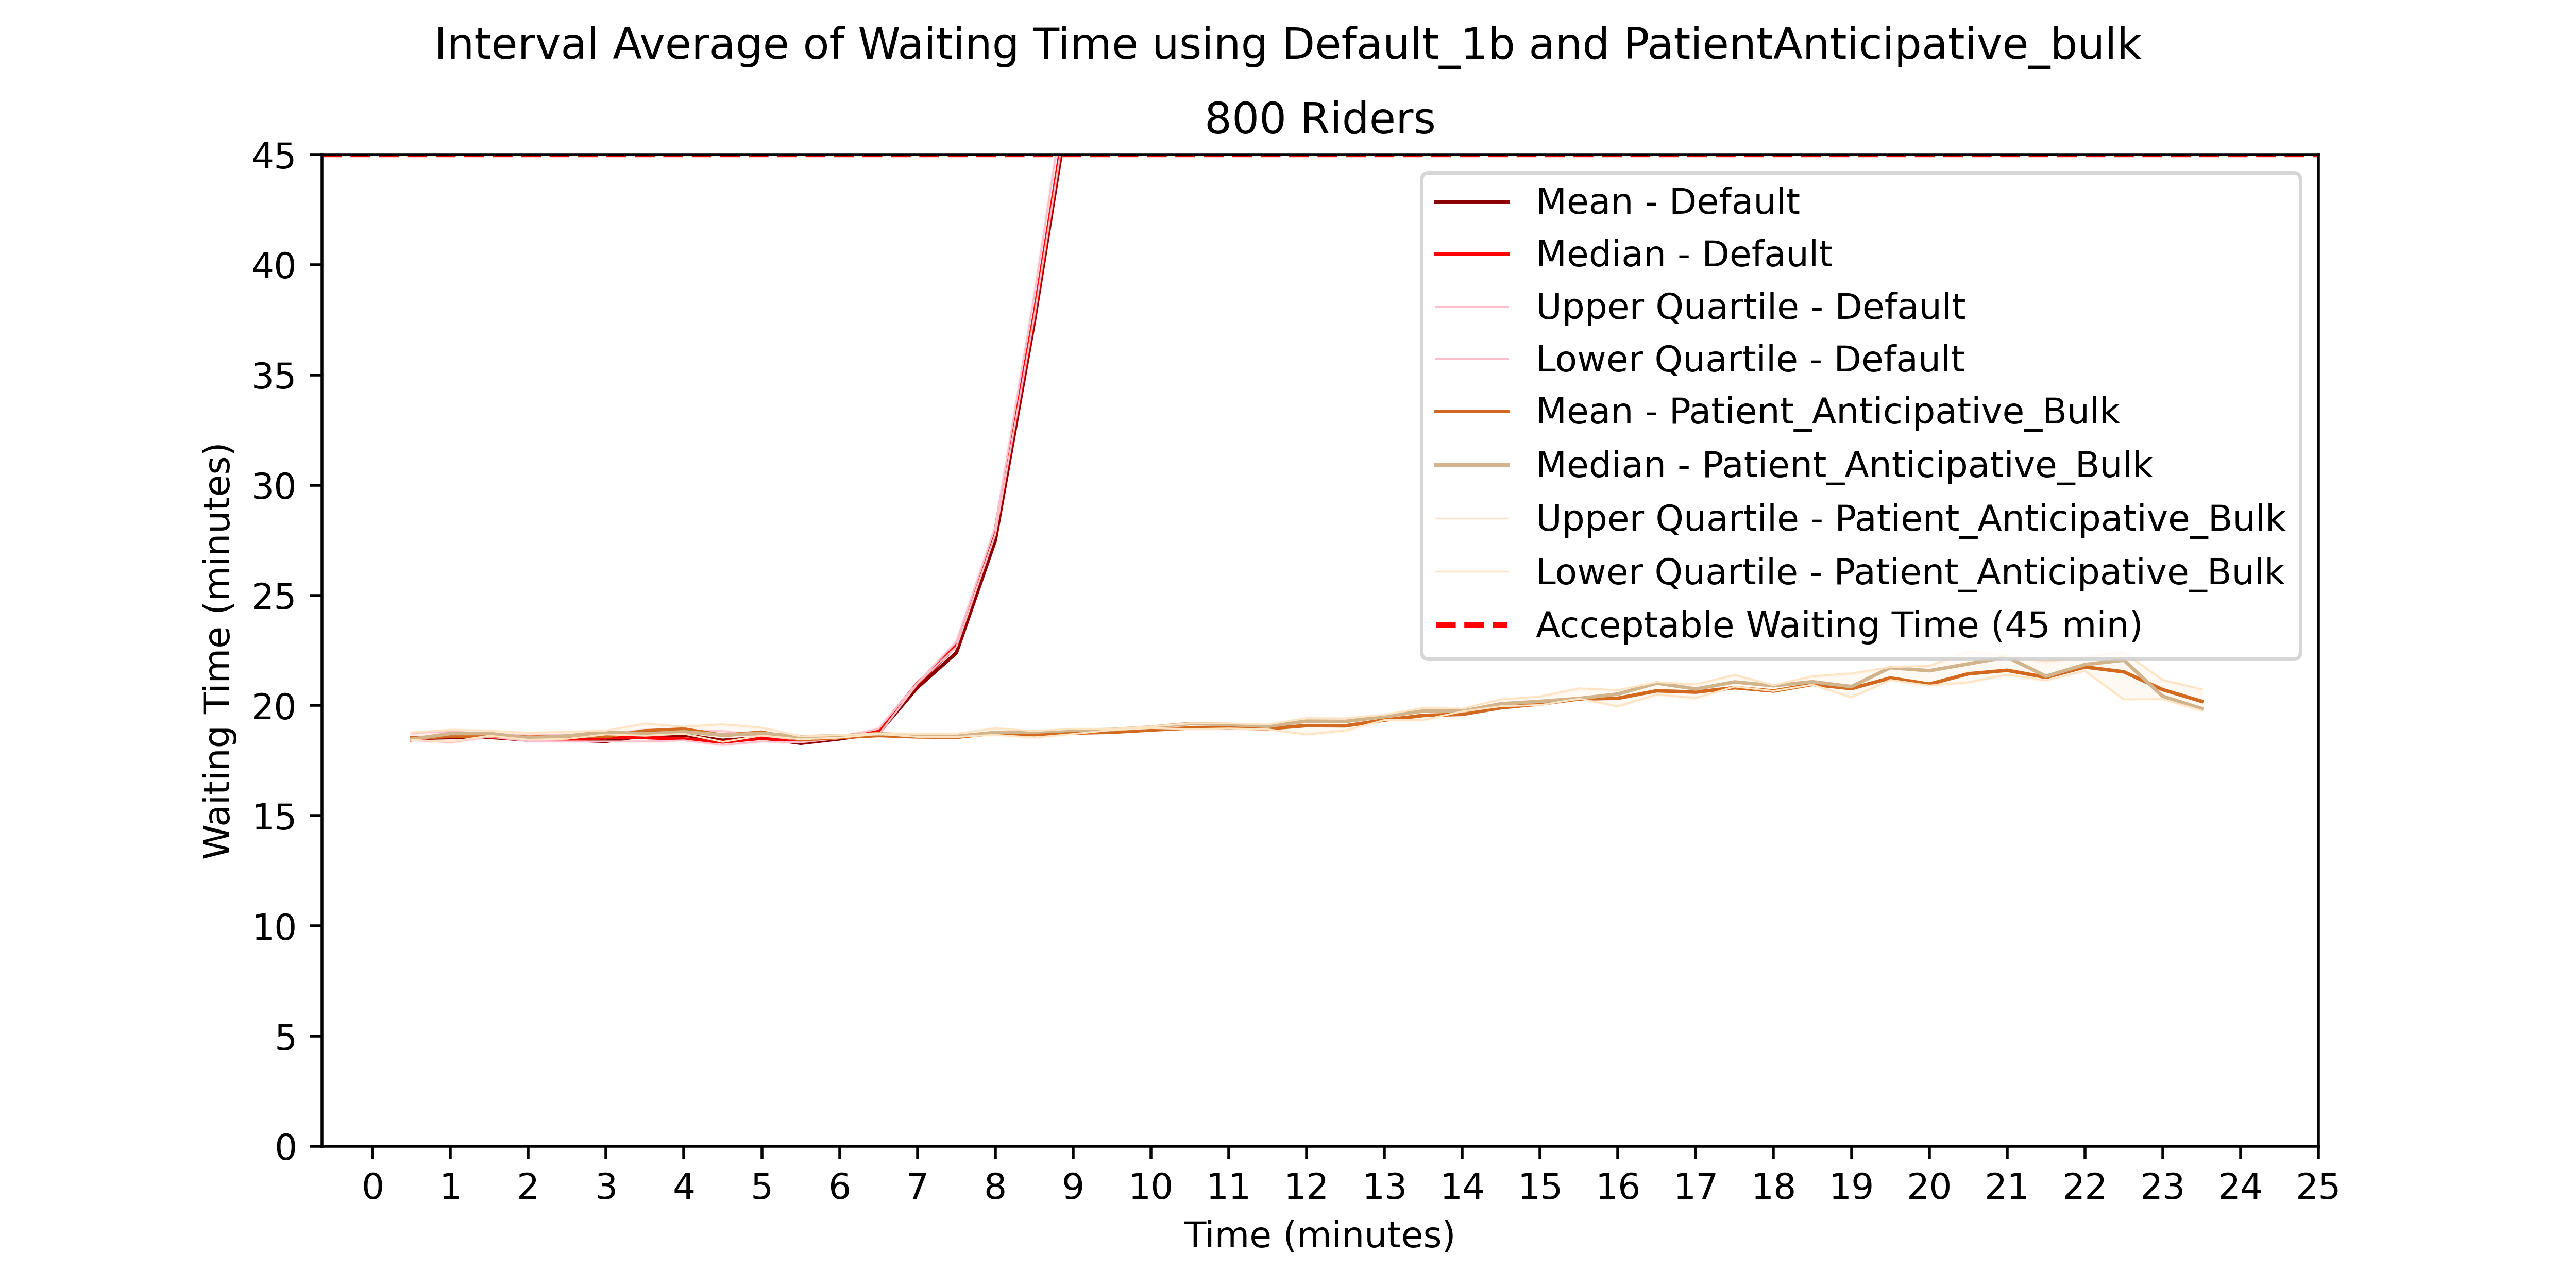 Interval Average of Waiting Time using Default_1b and PatientAnticipative_bulk
800 Riders
45
40
35
30
25
20
15
10
5
0
Waiting Time (minutes)
Mean - Default
Median - Default
Upper Quartile - Default
Lower Quartile - Default
Mean - Patient_Anticipative_Bulk
Median - Patient_Anticipative_Bulk
Upper Quartile - Patient_Anticipative_Bulk
Lower Quartile - Patient_Anticipative_Bulk
Acceptable Waiting Time (45 min)
0 1 2 3 4 5 6 7 8 9 10 11 12 13 14 15 16 17 18 19 20 21 22 23 24 25
Time (minutes)